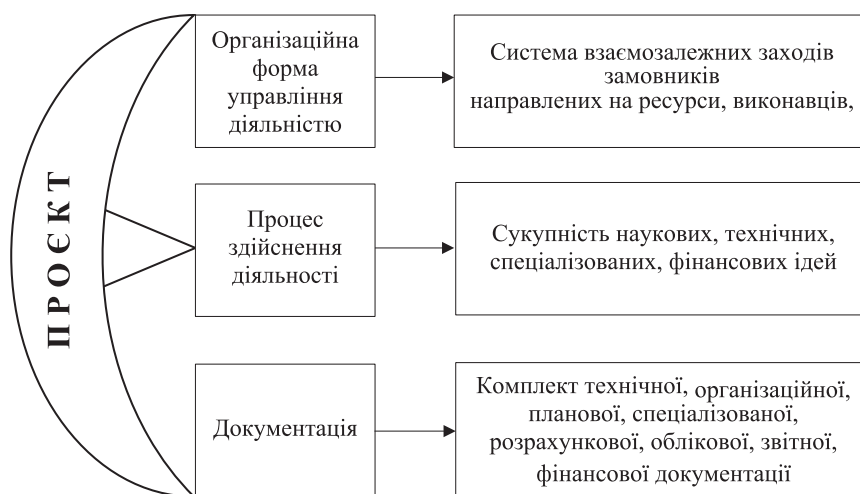 ПРОЄКТ
Організаційна
форма
управління
діяльністю
Система взаємозалежних заходів
замовників
направлених на ресурси, виконавців,
Процес
здійснення
діяльності
Сукупність наукових, технічних,
спеціалізованих, фінансових ідей
Документація
Комплект технічної, організаційної,
планової, спеціалізованої,
розрахункової, облікової, звітної,
фінансової документації